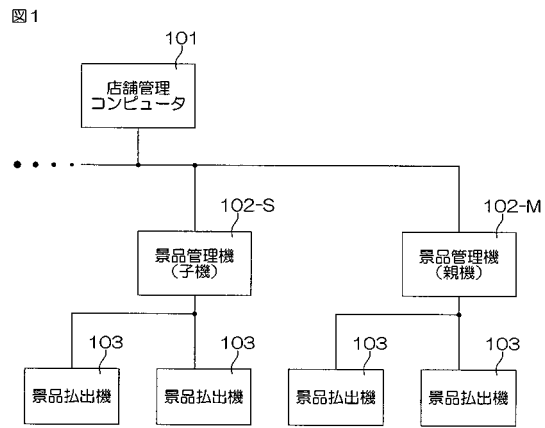 図1
101
店舗管理
コンピュータ
102-S
102-M
景品管理機
(子機)
景品管理機
(親機)
103
103
103
103
景品払出機
景品払出機
景品払出機
景品払出機